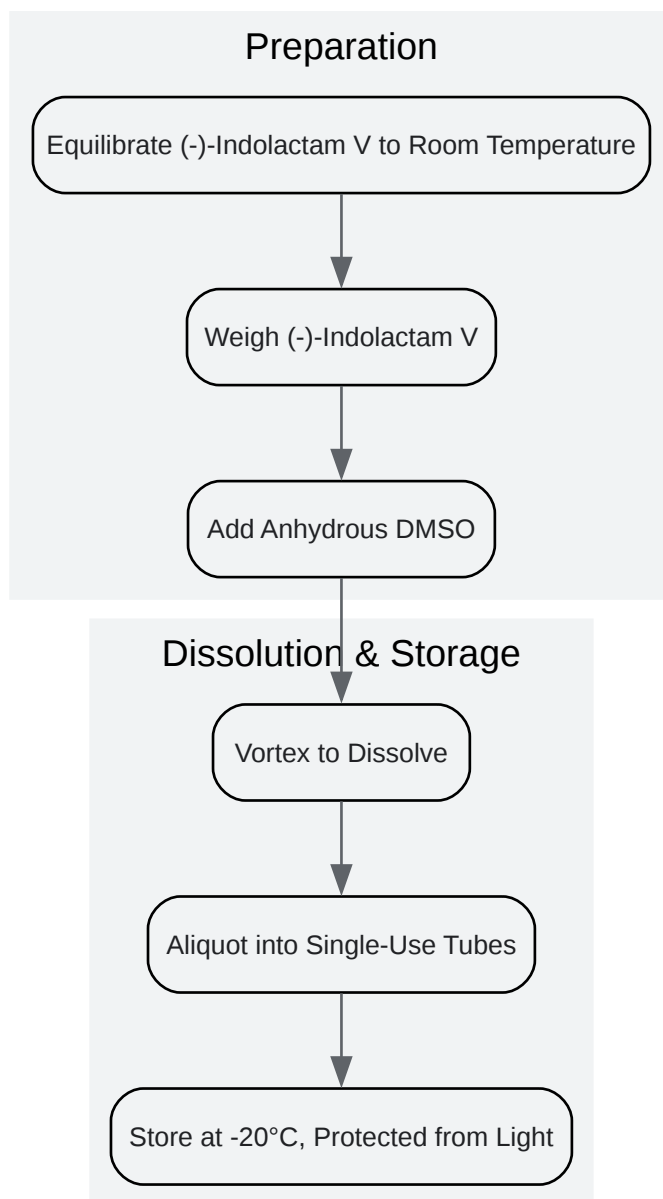 Preparation
Equilibrate (-)-Indolactam V to Room Temperature
Weigh (-)-Indolactam V
Add Anhydrous DMSO
Dissolution & Storage
Vortex to Dissolve
Aliquot into Single-Use Tubes
Store at -20°C, Protected from Light